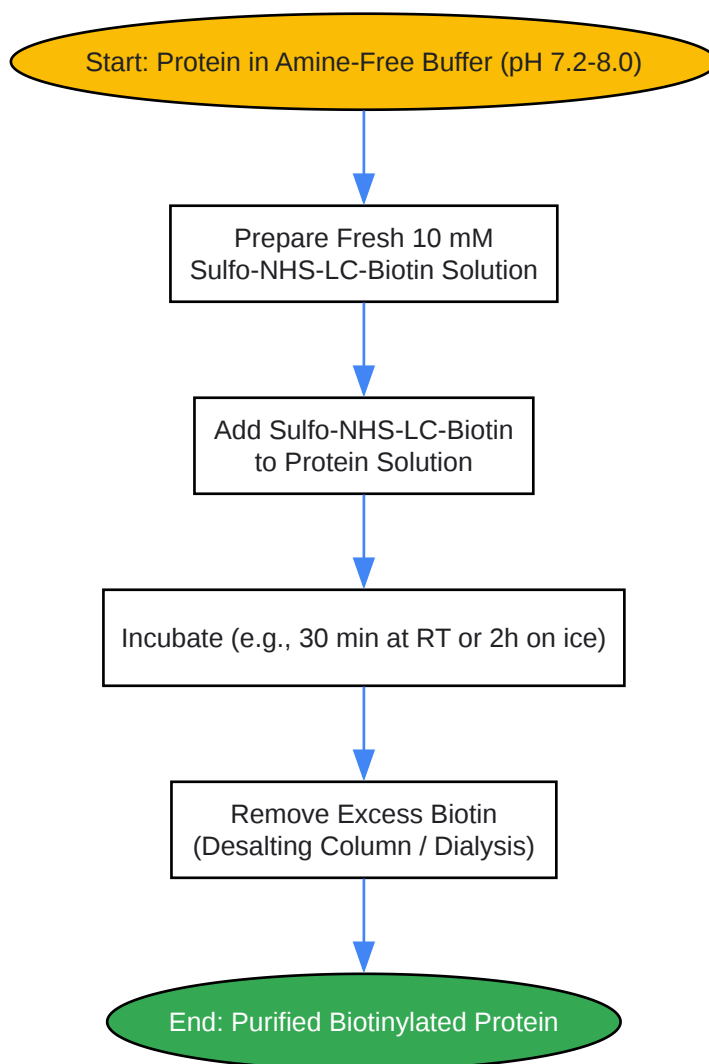 Start: Protein in Amine-Free Buffer (pH 7.2-8.0)
Prepare Fresh 10 mM
Sulfo-NHS-LC-Biotin Solution
Add Sulfo-NHS-LC-Biotin
to Protein Solution
Incubate (e.g., 30 min at RT or 2h on ice)
Remove Excess Biotin
(Desalting Column / Dialysis)
End: Purified Biotinylated Protein